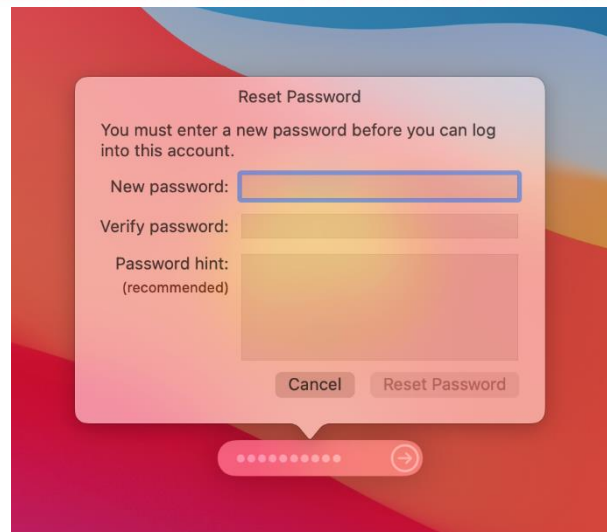 Reset Password
You must enter a new password before you can log
into this account.
New password:
Verify password:
Password hint:
(recommended)
Cancel Reset Password